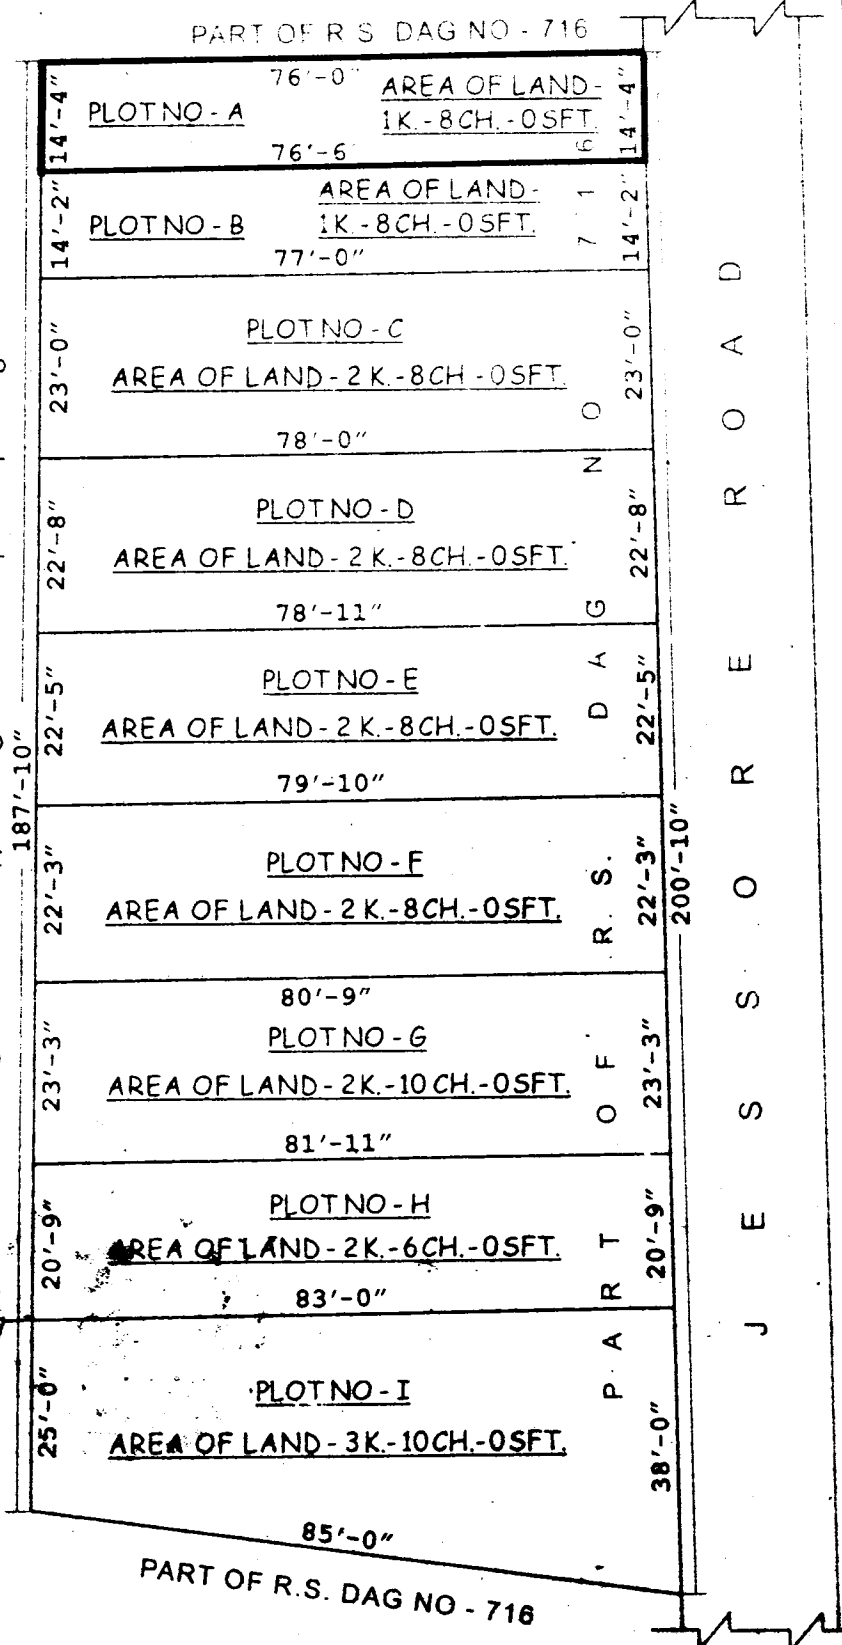 PART OF R S DAG NO - 716
76'-0"
14'-4"
PLOT NO - A
AREA OF LAND-
1K.-8CH.-0SFT.
14'-4"
76'-6
14'-2"
PLOT NO - B
AREA OF LAND-
1K.-8CH.-0SFT.
14'-2"
77'-0"
23'-0"
PLOT NO - C
AREA OF LAND - 2 K.-8CH -0SFT.
23'-0"
78'-0"
22'-8"
PLOT NO - D
AREA OF LAND - 2 K.-8CH.-0SFT.
22'-8"
78'-11"
22'-5"
PLOT NO - E
AREA OF LAND - 2 K.-8CH.-0SFT.
22'-5"
79'-10"
187'-10"
22'-3"
PLOT NO - F
AREA OF LAND - 2 K.-8CH.-0SFT.
22'-3"
200'-10"
80'-9"
23'-3"
PLOT NO - G
AREA OF LAND - 2K.-10 CH.-0SFT.
23'-3"
81'-11"
20'-9"
PLOT NO - H
AREA OF LAND - 2K.-6CH.-0SFT.
20'-9"
83'-0"
25'-0"
PLOT NO - I
AREA OF LAND - 3K.-10CH.-0SFT.
38'-0"
85'-0"
PART OF R.S. DAG NO - 716
PART OF R.S. DAG NO 716
JESSORE ROAD